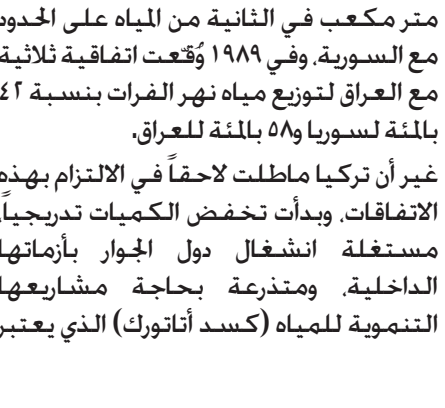 متر مكعب في الثانية من المياه على الحدود
مع السورية، وفي ١٩٨٩ وُقّعت اتفاقية ثلاثية
مع العراق لتوزيع مياه نهر الفرات بنسبة ٤٢
بالمئة لسوريا و٥٨ بالمئة للعراق.
غير أن تركيا ماطلت لاحقاً في الالتزام بهذه
الاتفاقات، وبدأت تخفض الكميات تدريجياً،
مستغلة انشغال دول الجوار بأزماتها
الداخلية، ومتذرعة بحاجة مشاريعها
التنموية للمياه (كسد أتاتورك) الذي يعتبر